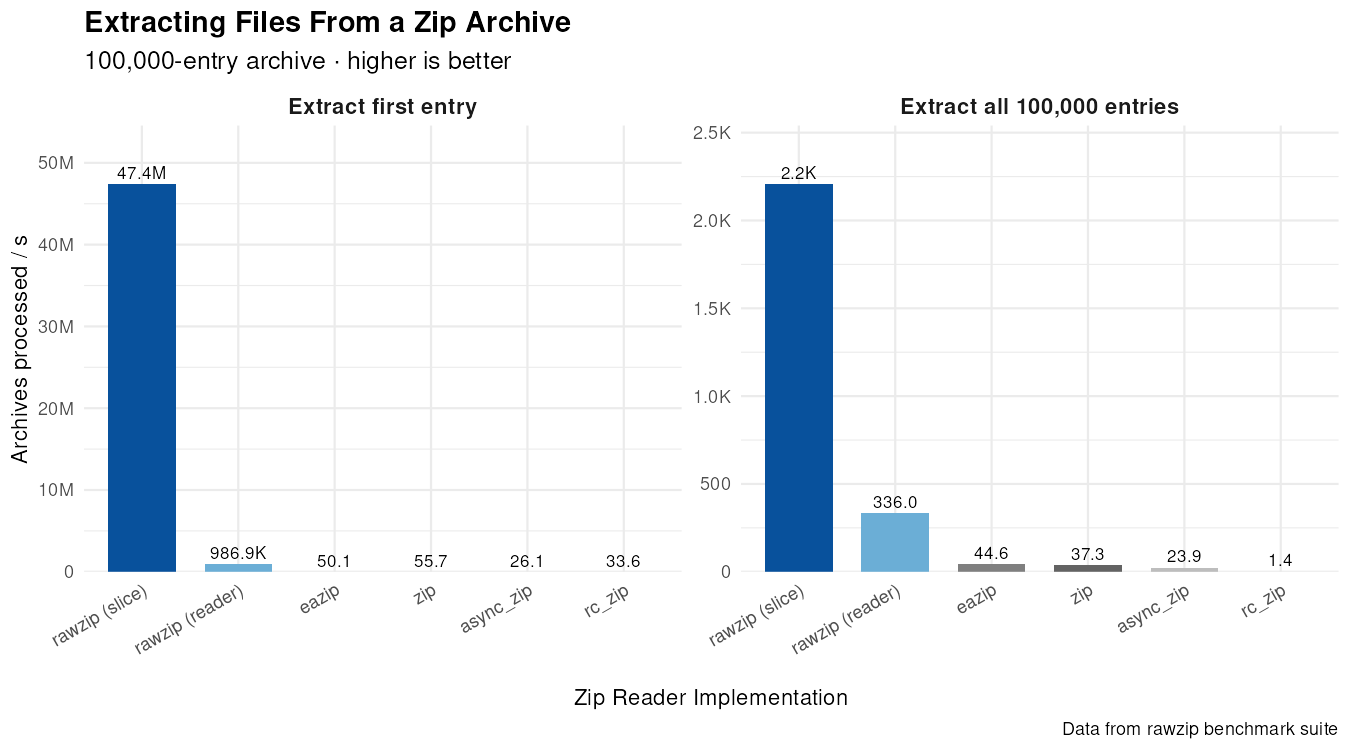 Extracting Files From a Zip Archive
100,000-entry archive · higher is better
Extract first entry
Archives processed / s
50M
40M
30M
20M
10M
0
47.4M
986.9K
50.1
55.7
26.1
33.6
rawzip (slice)
rawzip (reader)
eazip
zip
async_zip
rc_zip
Extract all 100,000 entries
2.5K
2.0K
1.5K
1.0K
500
0
2.2K
336.0
44.6
37.3
23.9
1.4
rawzip (slice)
rawzip (reader)
eazip
zip
async_zip
rc_zip
Zip Reader Implementation
Data from rawzip benchmark suite